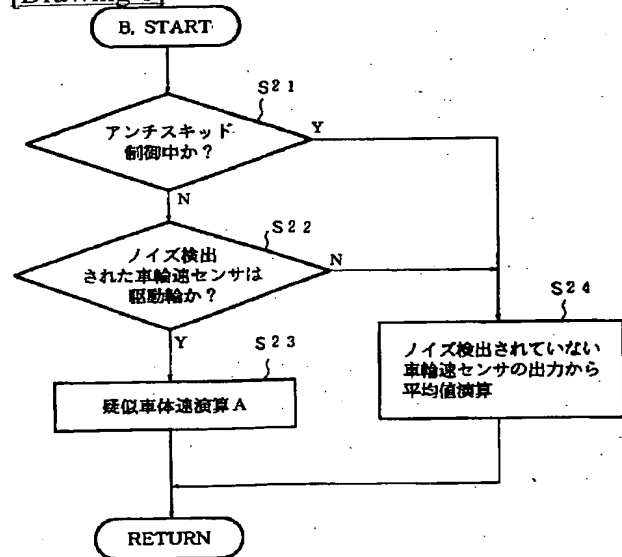 B. START
S21
アンチスキッド
制御中か？
Y
N
S22
ノイズ検出
された車輪速センサは
駆動輪か？
N
Y
S23
疑似車体速演算A
S24
ノイズ検出されていない
車輪速センサの出力から
平均値演算
RETURN